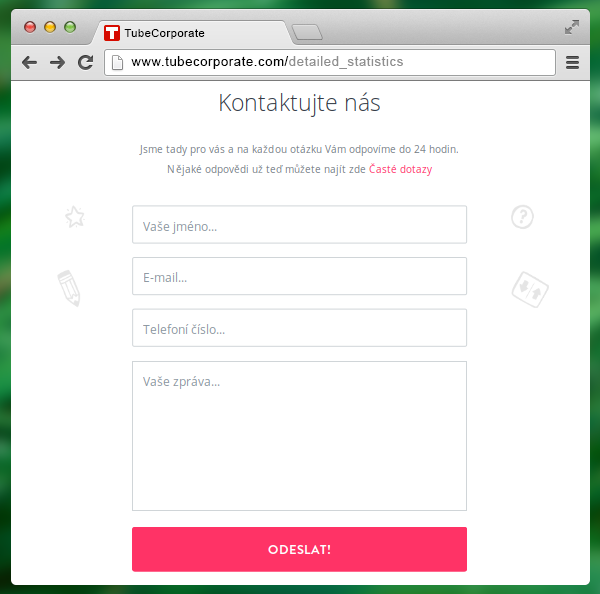 TubeCorporate
www.tubecorporate.com/detailed_statistics
Kontaktujte nás
Jsme tady pro vás a na každou otázku Vám odpovíme do 24 hodin.
Nějaké odpovědi už teď můžete najít zde Časté dotazy
Vaše jméno...
E-mail...
Telefoní číslo...
Vaše zpráva...
ODESLAT!